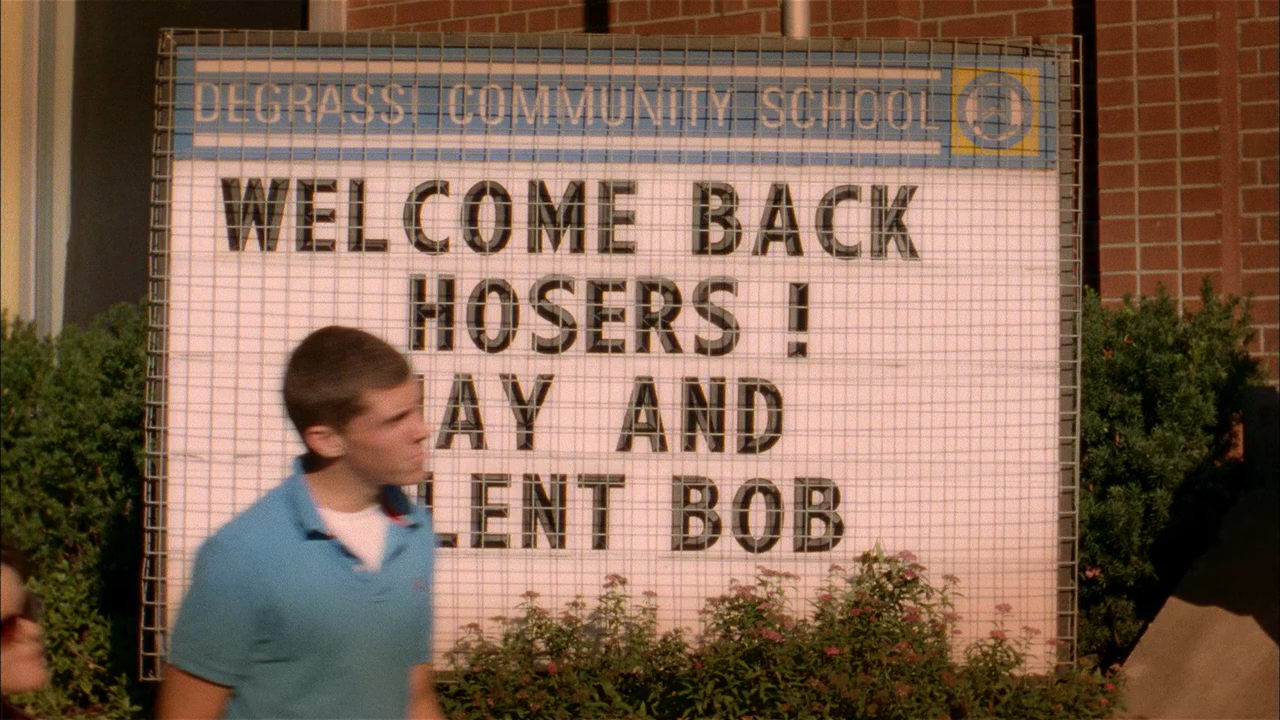 DEGRASSI COMMUNITY SCHOOL
WELCOME BACK
HOSERS !
AY AND
LENT BOB